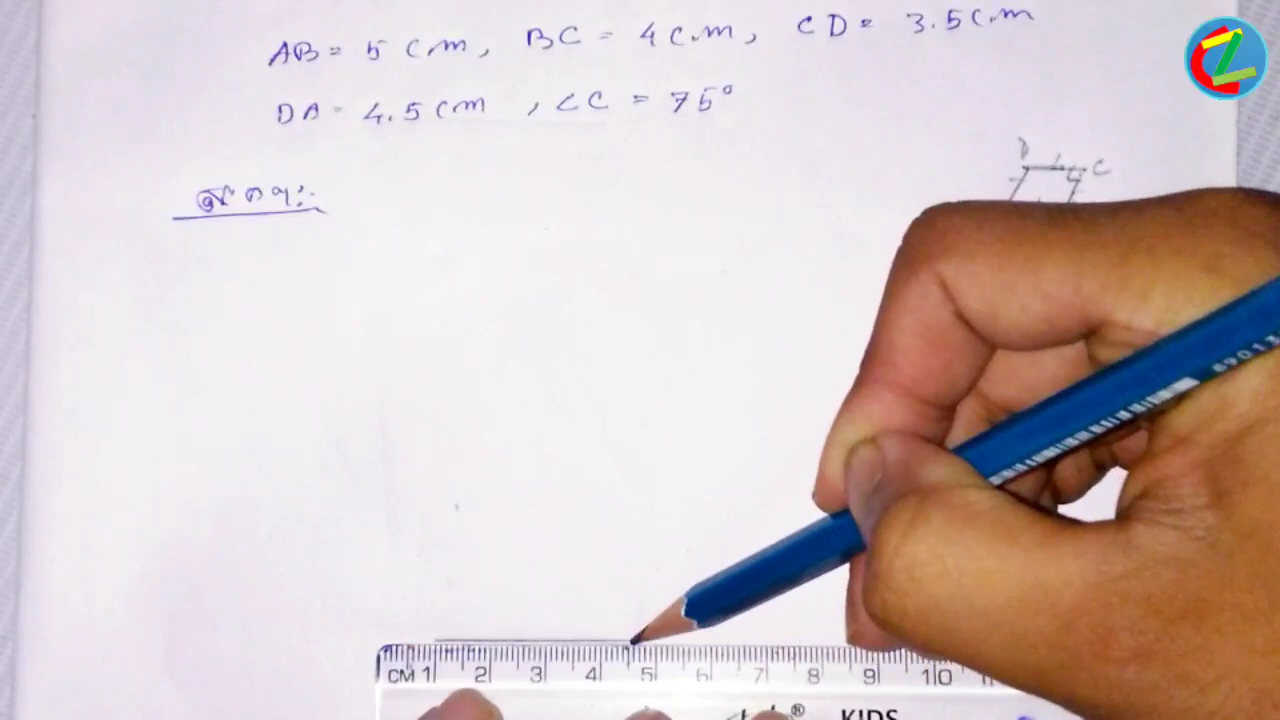 AB = 5 cm, BC = 4 cm, CD = 3.5 cm
DA = 4.5 cm, ∠C = 75°
D C
CM 1 2 3 4 5 6 7 8 9 10
KIDS